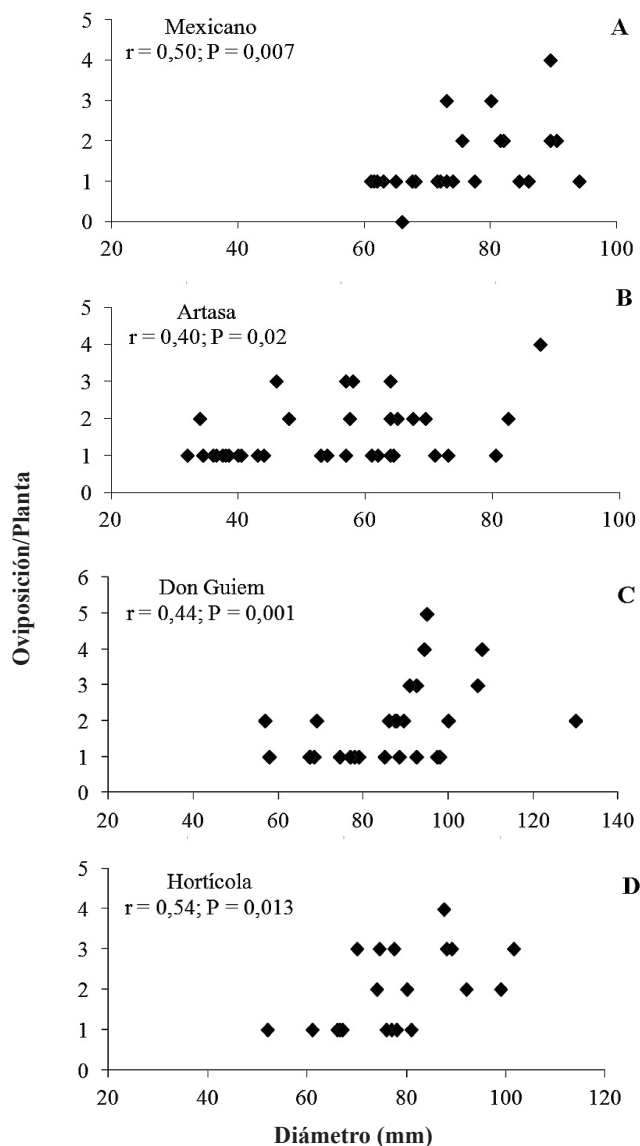 Mexicano
A
r = 0,50; P = 0,007
5
4
3
2
1
0
20 40 60 80 100
Artasa
B
r = 0,40; P = 0,02
5
4
3
2
1
0
20 40 60 80 100
Oviposición/Planta
Don Guiem
C
r = 0,44; P = 0,001
6
5
4
3
2
1
0
20 40 60 80 100 120 140
Hortícola
D
r = 0,54; P = 0,013
5
4
3
2
1
0
20 40 60 80 100 120
Diámetro (mm)